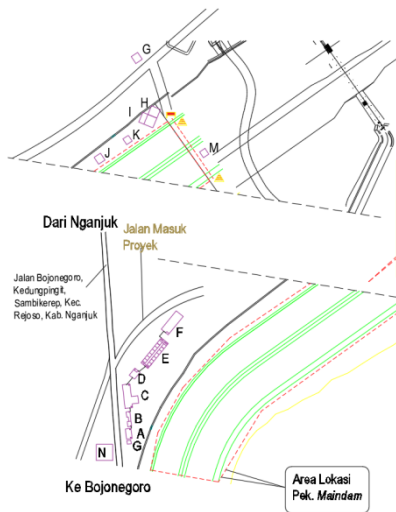 G
H
I
K
J
M
Dari Nganjuk
Jalan Masuk
Proyek
Jalan Bojonegoro,
Kedungpingit,
Sambikerep, Kec.
Rejoso, Kab. Nganjuk
F
E
D
C
B
A
G
N
Ke Bojonegoro
Area Lokasi
Pek. Maindam